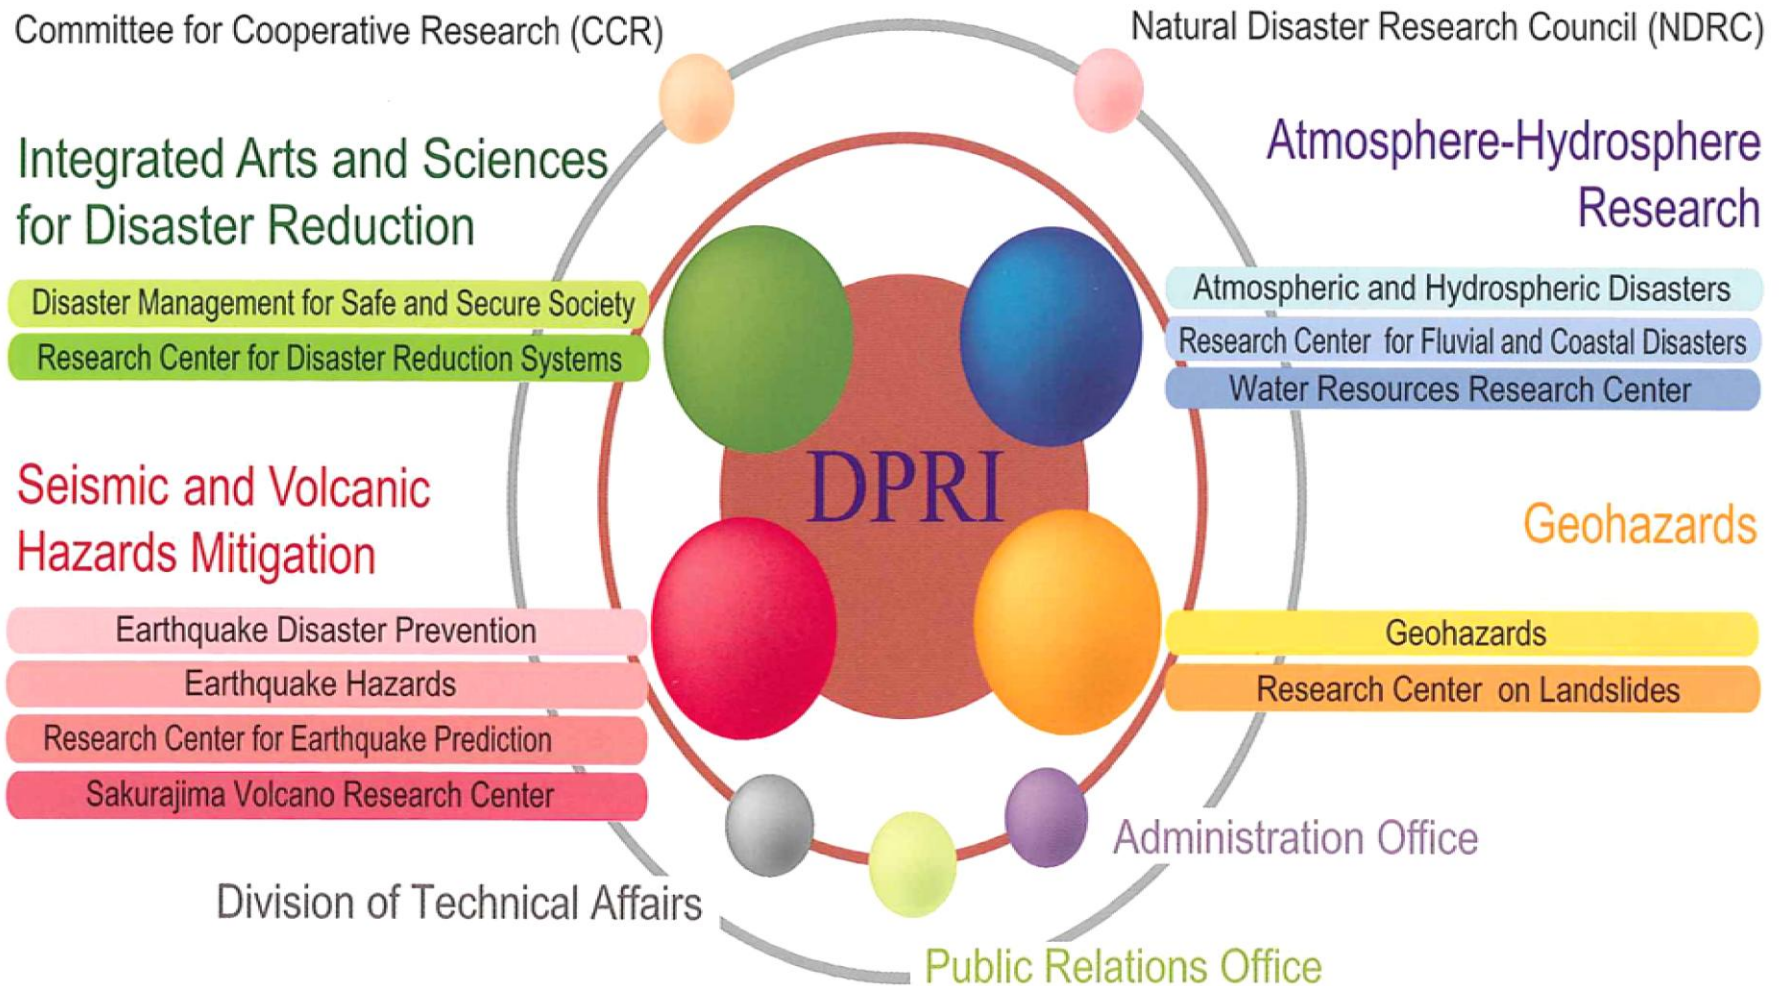 Committee for Cooperative Research (CCR)
Natural Disaster Research Council (NDRC)
Integrated Arts and Sciences
for Disaster Reduction
Disaster Management for Safe and Secure Society
Research Center for Disaster Reduction Systems
Atmosphere-Hydrosphere
Research
Atmospheric and Hydrospheric Disasters
Research Center for Fluvial and Coastal Disasters
Water Resources Research Center
DPRI
Seismic and Volcanic
Hazards Mitigation
Earthquake Disaster Prevention
Earthquake Hazards
Research Center for Earthquake Prediction
Sakurajima Volcano Research Center
Geohazards
Geohazards
Research Center on Landslides
Division of Technical Affairs
Public Relations Office
Administration Office